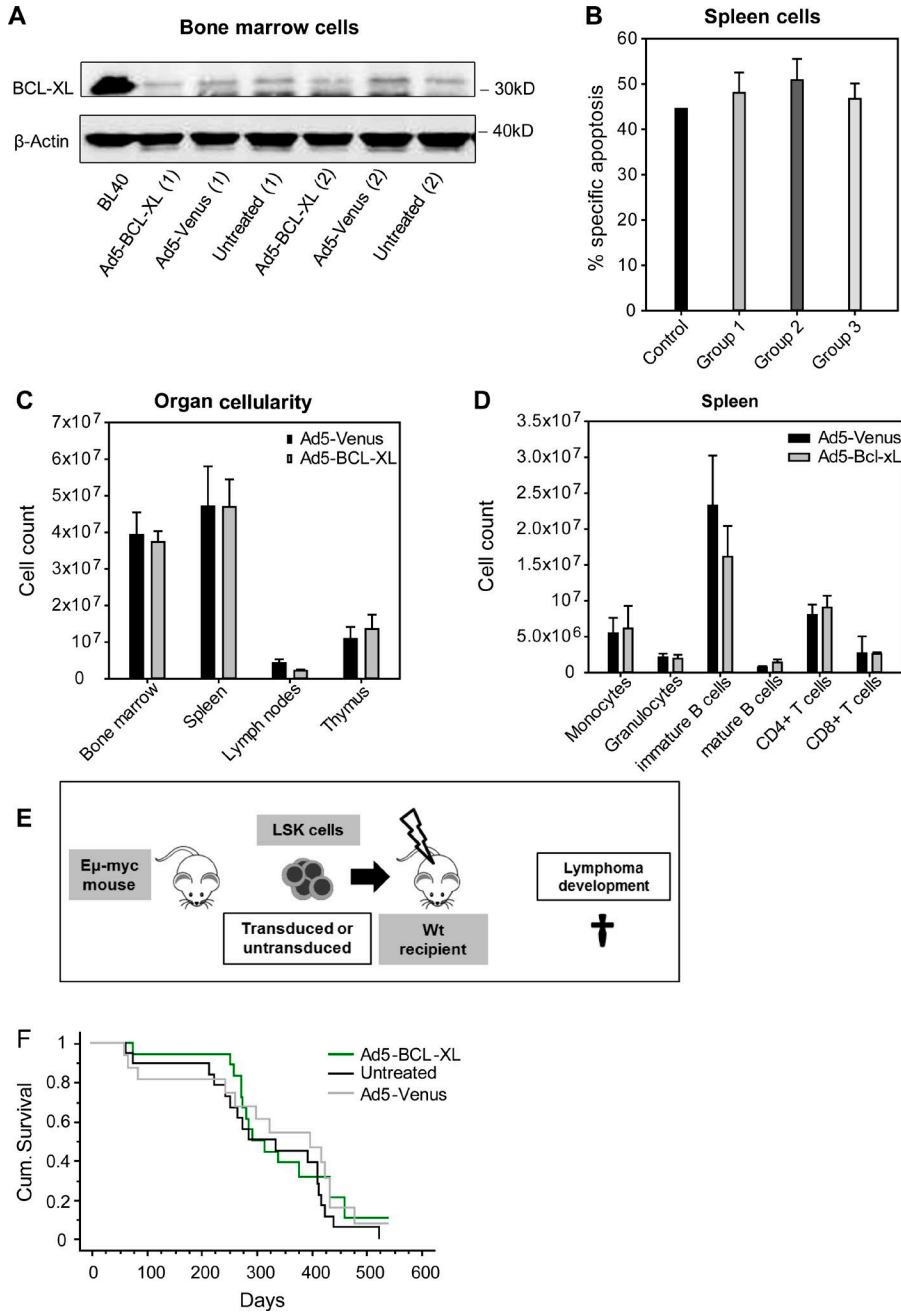 A
Bone marrow cells
BCL-XL
– 30kD
β-Actin
– 40kD
BL40
Ad5-BCL-XL (1)
Ad5-Venus (1)
Untreated (1)
Ad5-BCL-XL (2)
Ad5-Venus (2)
Untreated (2)
B
Spleen cells
% specific apoptosis
60
50
40
30
20
10
0
Control
Group 1
Group 2
Group 3
C
Organ cellularity
Cell count
7x10⁷
6x10⁷
5x10⁷
4x10⁷
3x10⁷
2x10⁷
10⁷
0
Ad5-Venus
Ad5-BCL-XL
Bone marrow
Spleen
Lymph nodes
Thymus
D
Spleen
Cell count
3.5x10⁷
3.0x10⁷
2.5x10⁷
2.0x10⁷
1.5x10⁷
10⁷
5.0x10⁶
0
Ad5-Venus
Ad5-Bcl-xL
Monocytes
Granulocytes
immature B cells
mature B cells
CD4+ T cells
CD8+ T cells
E
Eμ-myc
mouse
LSK cells
Transduced or
untransduced
Wt
recipient
Lymphoma
development
F
Cum. Survival
1
0.8
0.6
0.4
0.2
0
Ad5-BCL-XL
Untreated
Ad5-Venus
0 100 200 300 400 500 600
Days